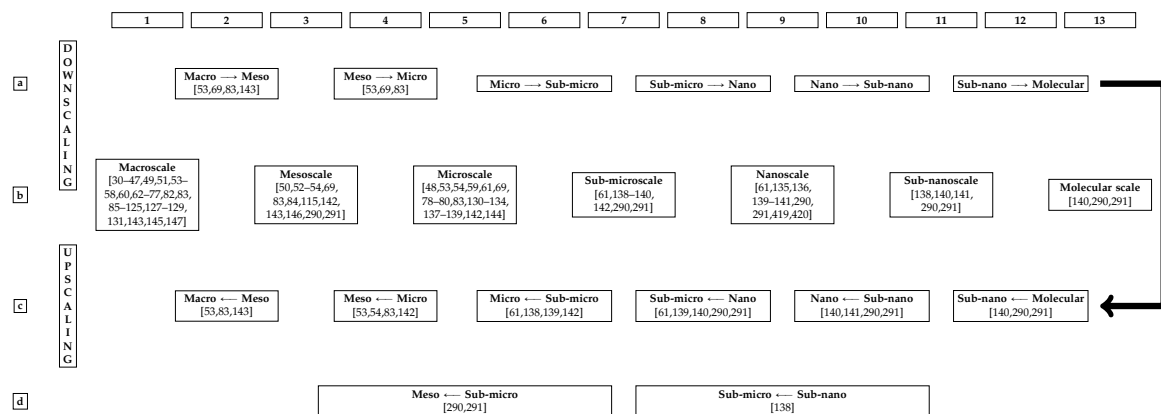 1 2 3 4 5 6 7 8 9 10 11 12 13
DOWNSCALING
a
Macro ⟶ Meso
[53,69,83,143]
Meso ⟶ Micro
[53,69,83]
Micro ⟶ Sub-micro
Sub-micro ⟶ Nano
Nano ⟶ Sub-nano
Sub-nano ⟶ Molecular
b
Macroscale
[30–47,49,51,53–
58,60,62–77,82,83,
85–125,127–129,
131,143,145,147]
Mesoscale
[50,52–54,69,
83,84,115,142,
143,146,290,291]
Microscale
[48,53,54,59,61,69,
78–80,83,130–134,
137–139,142,144]
Sub-microscale
[61,138–140,
142,290,291]
Nanoscale
[61,135,136,
139–141,290,
291,419,420]
Sub-nanoscale
[138,140,141,
290,291]
Molecular scale
[140,290,291]
UPSCALING
c
Macro ⟵ Meso
[53,83,143]
Meso ⟵ Micro
[53,54,83,142]
Micro ⟵ Sub-micro
[61,138,139,142]
Sub-micro ⟵ Nano
[61,139,140,290,291]
Nano ⟵ Sub-nano
[140,141,290,291]
Sub-nano ⟵ Molecular
[140,290,291]
d
Meso ⟵ Sub-micro
[290,291]
Sub-micro ⟵ Sub-nano
[138]